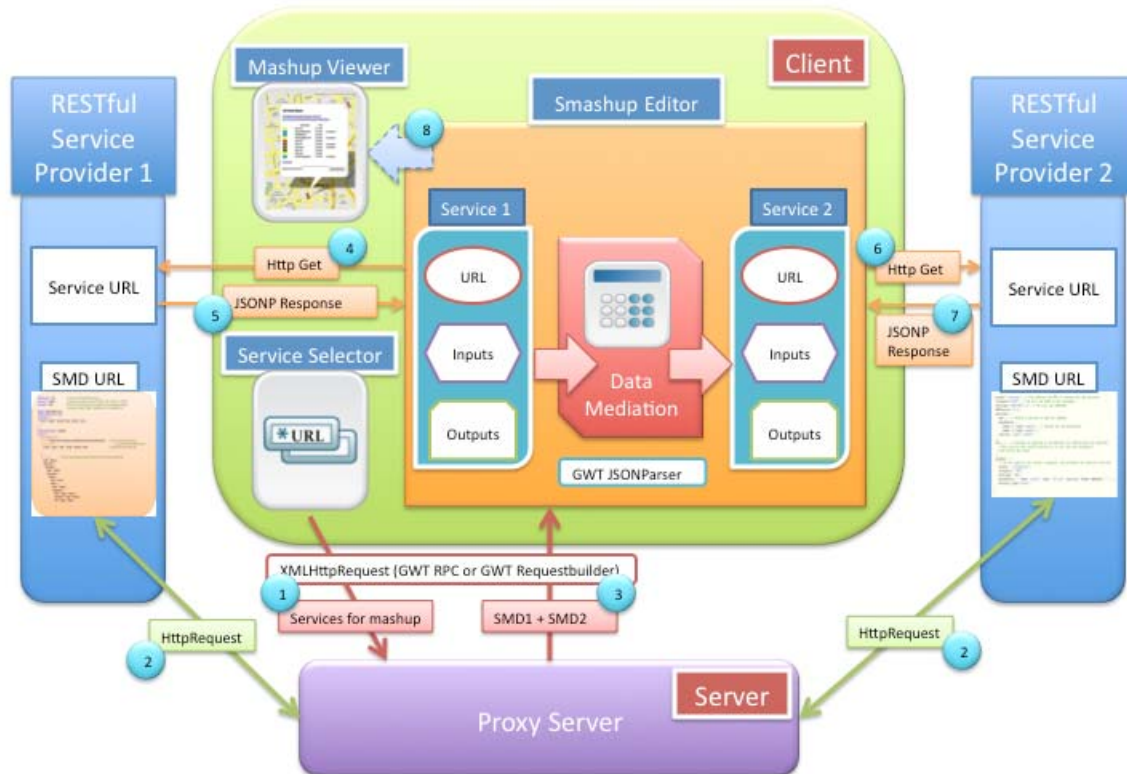 Client
Mashup Viewer
Smashup Editor
RESTful
Service
Provider 1
RESTful
Service
Provider 2
8
Service 1
Service 2
4
Http Get
6
Http Get
URL
URL
Service URL
Service URL
5
JSONP Response
7
JSONP
Response
Service Selector
Inputs
Inputs
Data
Mediation
SMD URL
SMD URL
*URL
Outputs
Outputs
GWT JSONParser
XMLHttpRequest (GWT RPC or GWT Requestbuilder)
1
3
Services for mashup
SMD1 + SMD2
HttpRequest
2
HttpRequest
2
Server
Proxy Server